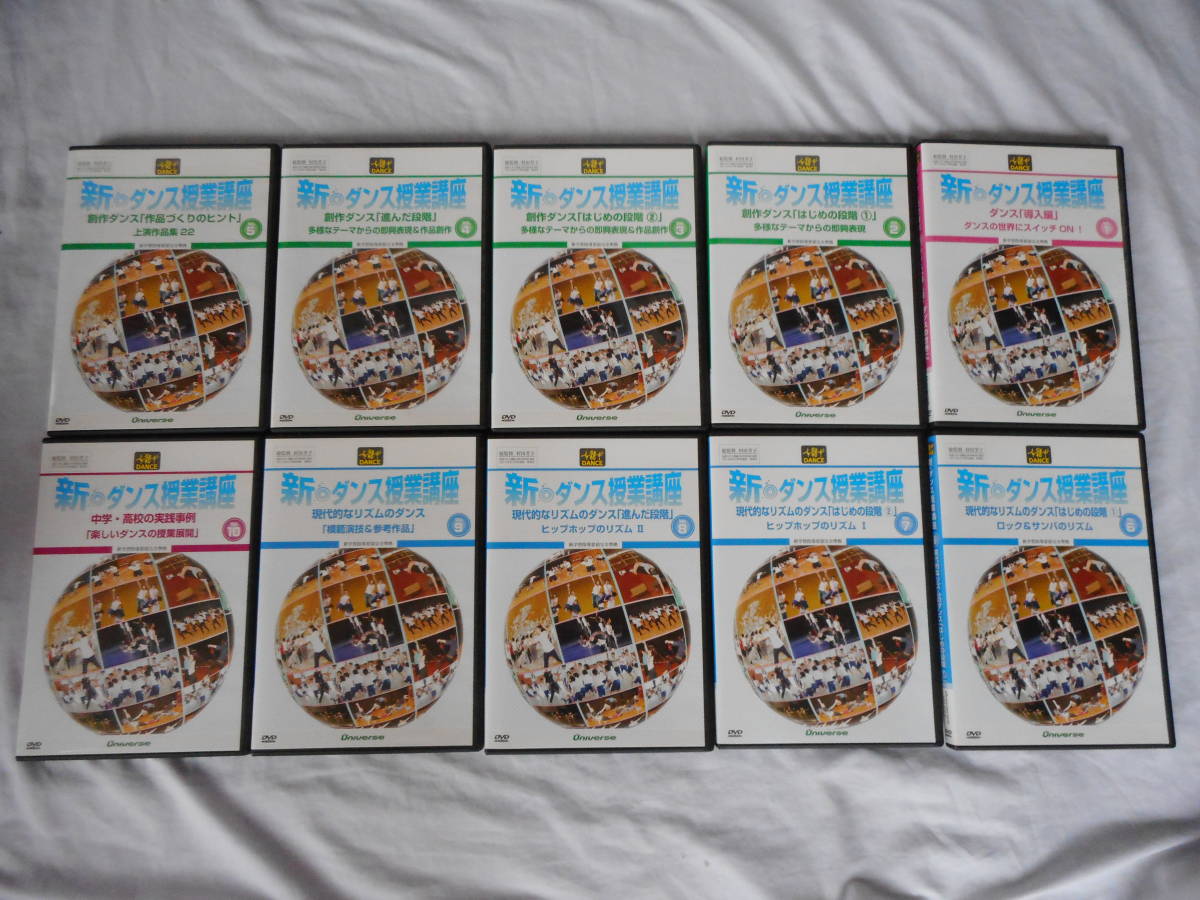 DANCE
新ダンス授業講座
創作ダンス「作品づくりのヒント」
上演作品集 22
5
DVD
Universe
DANCE
新ダンス授業講座
創作ダンス「進んだ段階」
多様なテーマからの即興表現&作品創作
4
DVD
Universe
DANCE
新ダンス授業講座
創作ダンス「はじめの段階 ②」
多様なテーマからの即興表現&作品創作
3
DVD
Universe
DANCE
新ダンス授業講座
創作ダンス「はじめの段階 ①」
多様なテーマからの即興表現
2
DVD
Universe
DANCE
新ダンス授業講座
ダンス「導入編」
ダンスの世界にスイッチ ON !
Universe
DANCE
新ダンス授業講座
中学・高校の実践事例
「楽しいダンスの授業展開」
10
DVD
Universe
DANCE
新ダンス授業講座
現代的なリズムのダンス
「模範演技&参考作品」
9
DVD
Universe
DANCE
新ダンス授業講座
現代的なリズムのダンス「進んだ段階」
ヒップホップのリズム Ⅱ
8
DVD
Universe
DANCE
新ダンス授業講座
現代的なリズムのダンス「はじめの段階 2」
ヒップホップのリズム Ⅰ
7
DVD
Universe
DANCE
新ダンス授業講座
現代的なリズムのダンス「はじめの段階 1」
ロック&サンバのリズム
6
DVD
Universe